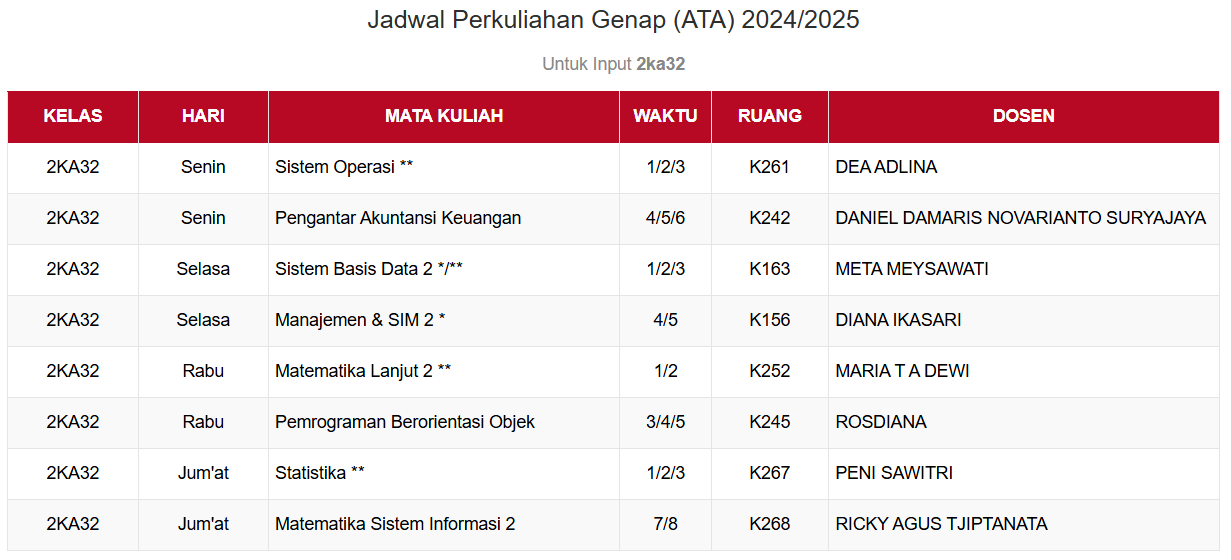 Jadwal Perkuliahan Genap (ATA) 2024/2025
Untuk Input 2ka32
KELAS HARI MATA KULIAH WAKTU RUANG DOSEN
2KA32 Senin Sistem Operasi ** 1/2/3 K261 DEA ADLINA
2KA32 Senin Pengantar Akuntansi Keuangan 4/5/6 K242 DANIEL DAMARIS NOVARIANTO SURYAJAYA
2KA32 Selasa Sistem Basis Data 2 */** 1/2/3 K163 META MEYSAWATI
2KA32 Selasa Manajemen & SIM 2 * 4/5 K156 DIANA IKASARI
2KA32 Rabu Matematika Lanjut 2 ** 1/2 K252 MARIA T A DEWI
2KA32 Rabu Pemrograman Berorientasi Objek 3/4/5 K245 ROSDIANA
2KA32 Jum'at Statistika ** 1/2/3 K267 PENI SAWITRI
2KA32 Jum'at Matematika Sistem Informasi 2 7/8 K268 RICKY AGUS TJIPTANATA